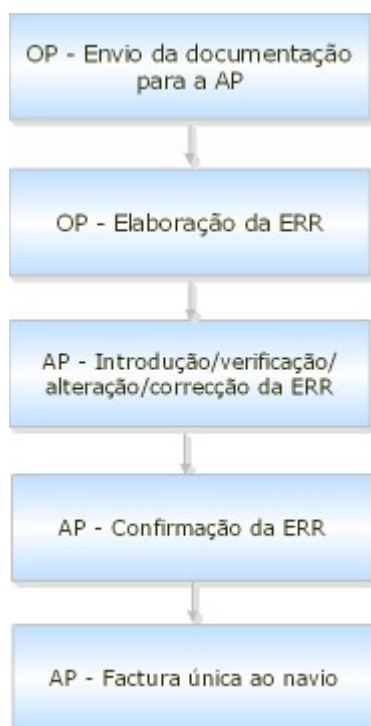 OP - Envio da documentação
para a AP
OP - Elaboração da ERR
AP - Introdução/verificação/
alteração/correcção da ERR
AP - Confirmação da ERR
AP - Factura única ao navio